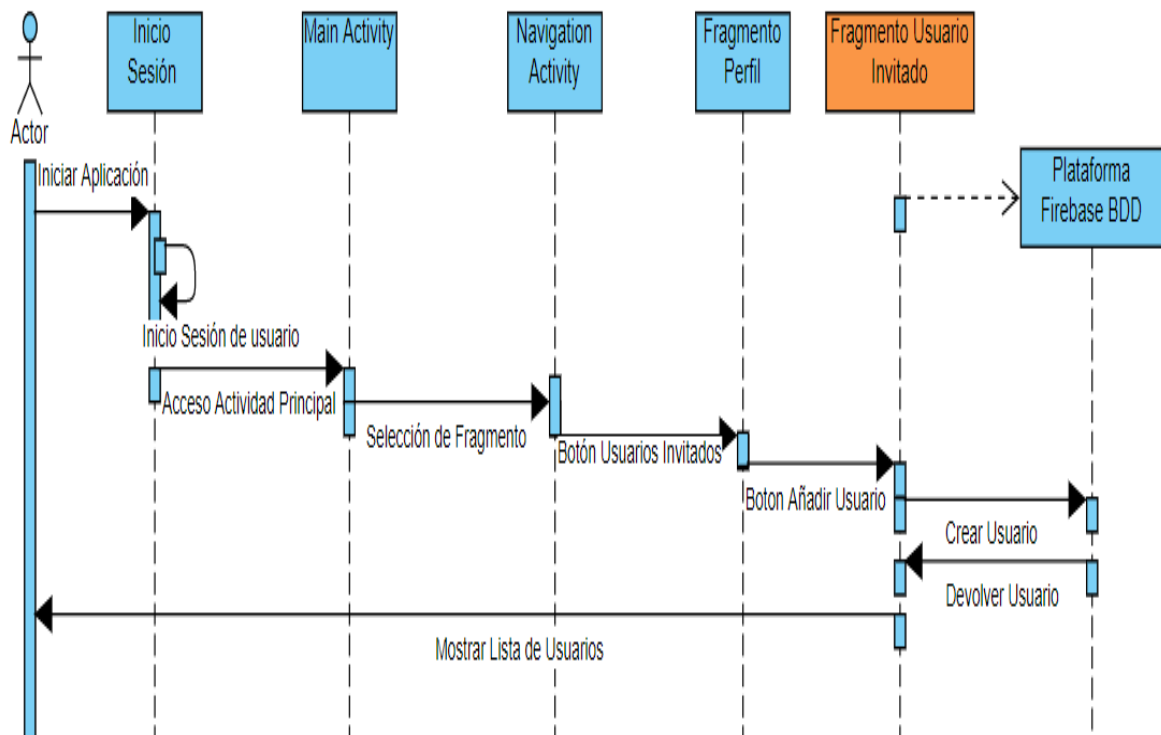 Inicio
Sesión
Main Activity
Navigation
Activity
Fragmento
Perfil
Fragmento Usuario
Invitado
Actor
Plataforma
Firebase BDD
Iniciar Aplicación
Inicio Sesión de usuario
Acceso Actividad Principal
Selección de Fragmento
Botón Usuarios Invitados
Boton Añadir Usuario
Crear Usuario
Devolver Usuario
Mostrar Lista de Usuarios